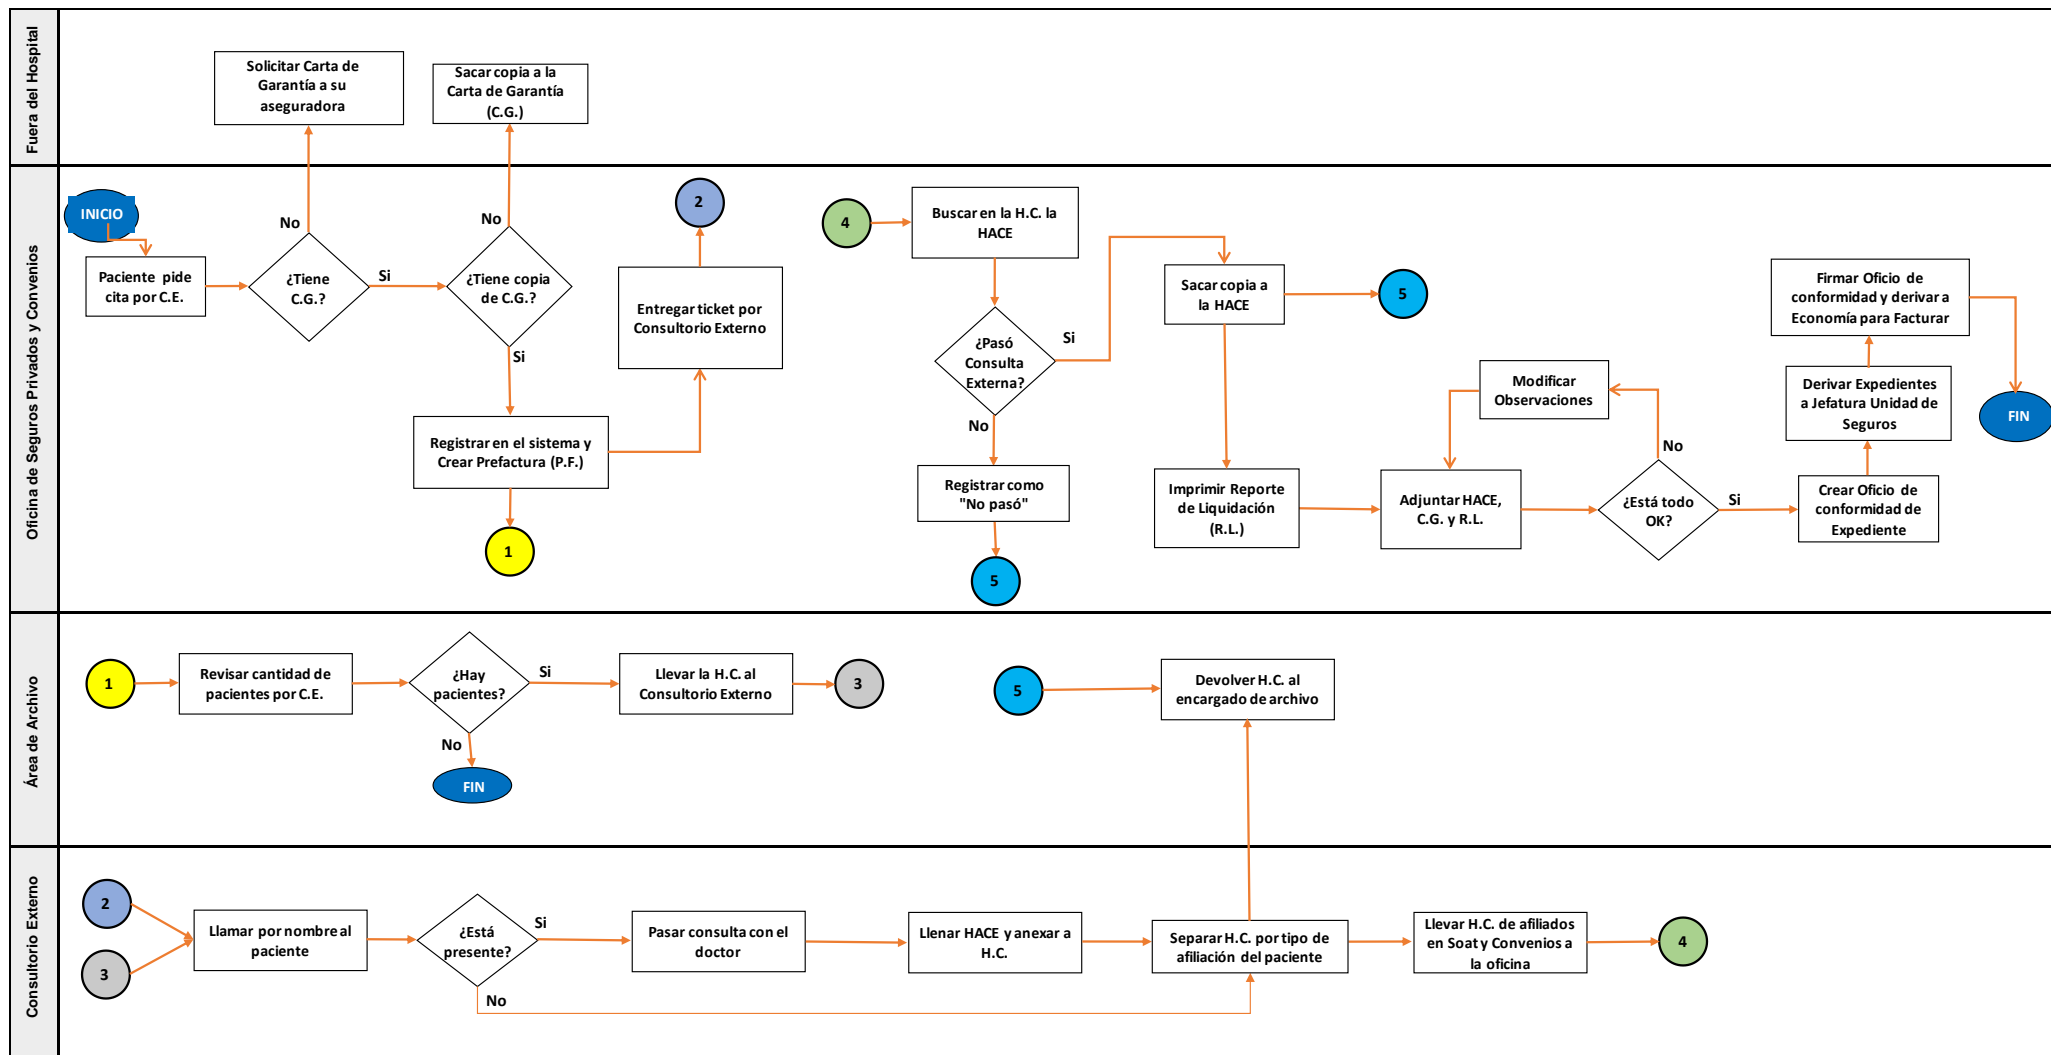 Fuera del Hospital
Solicitar Carta de
Garantía a su
aseguradora
Sacar copia a la
Carta de Garantía
(C.G.)
Oficina de Seguros Privados y Convenios
INICIO
Paciente pide
cita por C.E.
No
¿Tiene
C.G.?
Si
No
¿Tiene copia
de C.G.?
Si
Registrar en el sistema y
Crear Prefactura (P.F.)
1
2
Entregar ticket por
Consultorio Externo
4
Buscar en la H.C. la
HACE
¿Pasó
Consulta
Externa?
Si
No
Registrar como
"No pasó"
5
Sacar copia a
la HACE
5
Imprimir Reporte
de Liquidación
(R.L.)
Modificar
Observaciones
Adjuntar HACE,
C.G. y R.L.
No
¿Está todo
OK?
Si
Crear Oficio de
conformidad de
Expediente
Derivar Expedientes
a Jefatura Unidad de
Seguros
Firmar Oficio de
conformidad y derivar a
Economía para Facturar
FIN
Área de Archivo
1
Revisar cantidad de
pacientes por C.E.
¿Hay
pacientes?
Si
No
FIN
Llevar la H.C. al
Consultorio Externo
3
5
Devolver H.C. al
encargado de archivo
Consultorio Externo
2
3
Llamar por nombre al
paciente
¿Está
presente?
Si
No
Pasar consulta con el
doctor
Llenar HACE y anexar a
H.C.
Separar H.C. por tipo de
afiliación del paciente
Llevar H.C. de afiliados
en Soat y Convenios a
la oficina
4